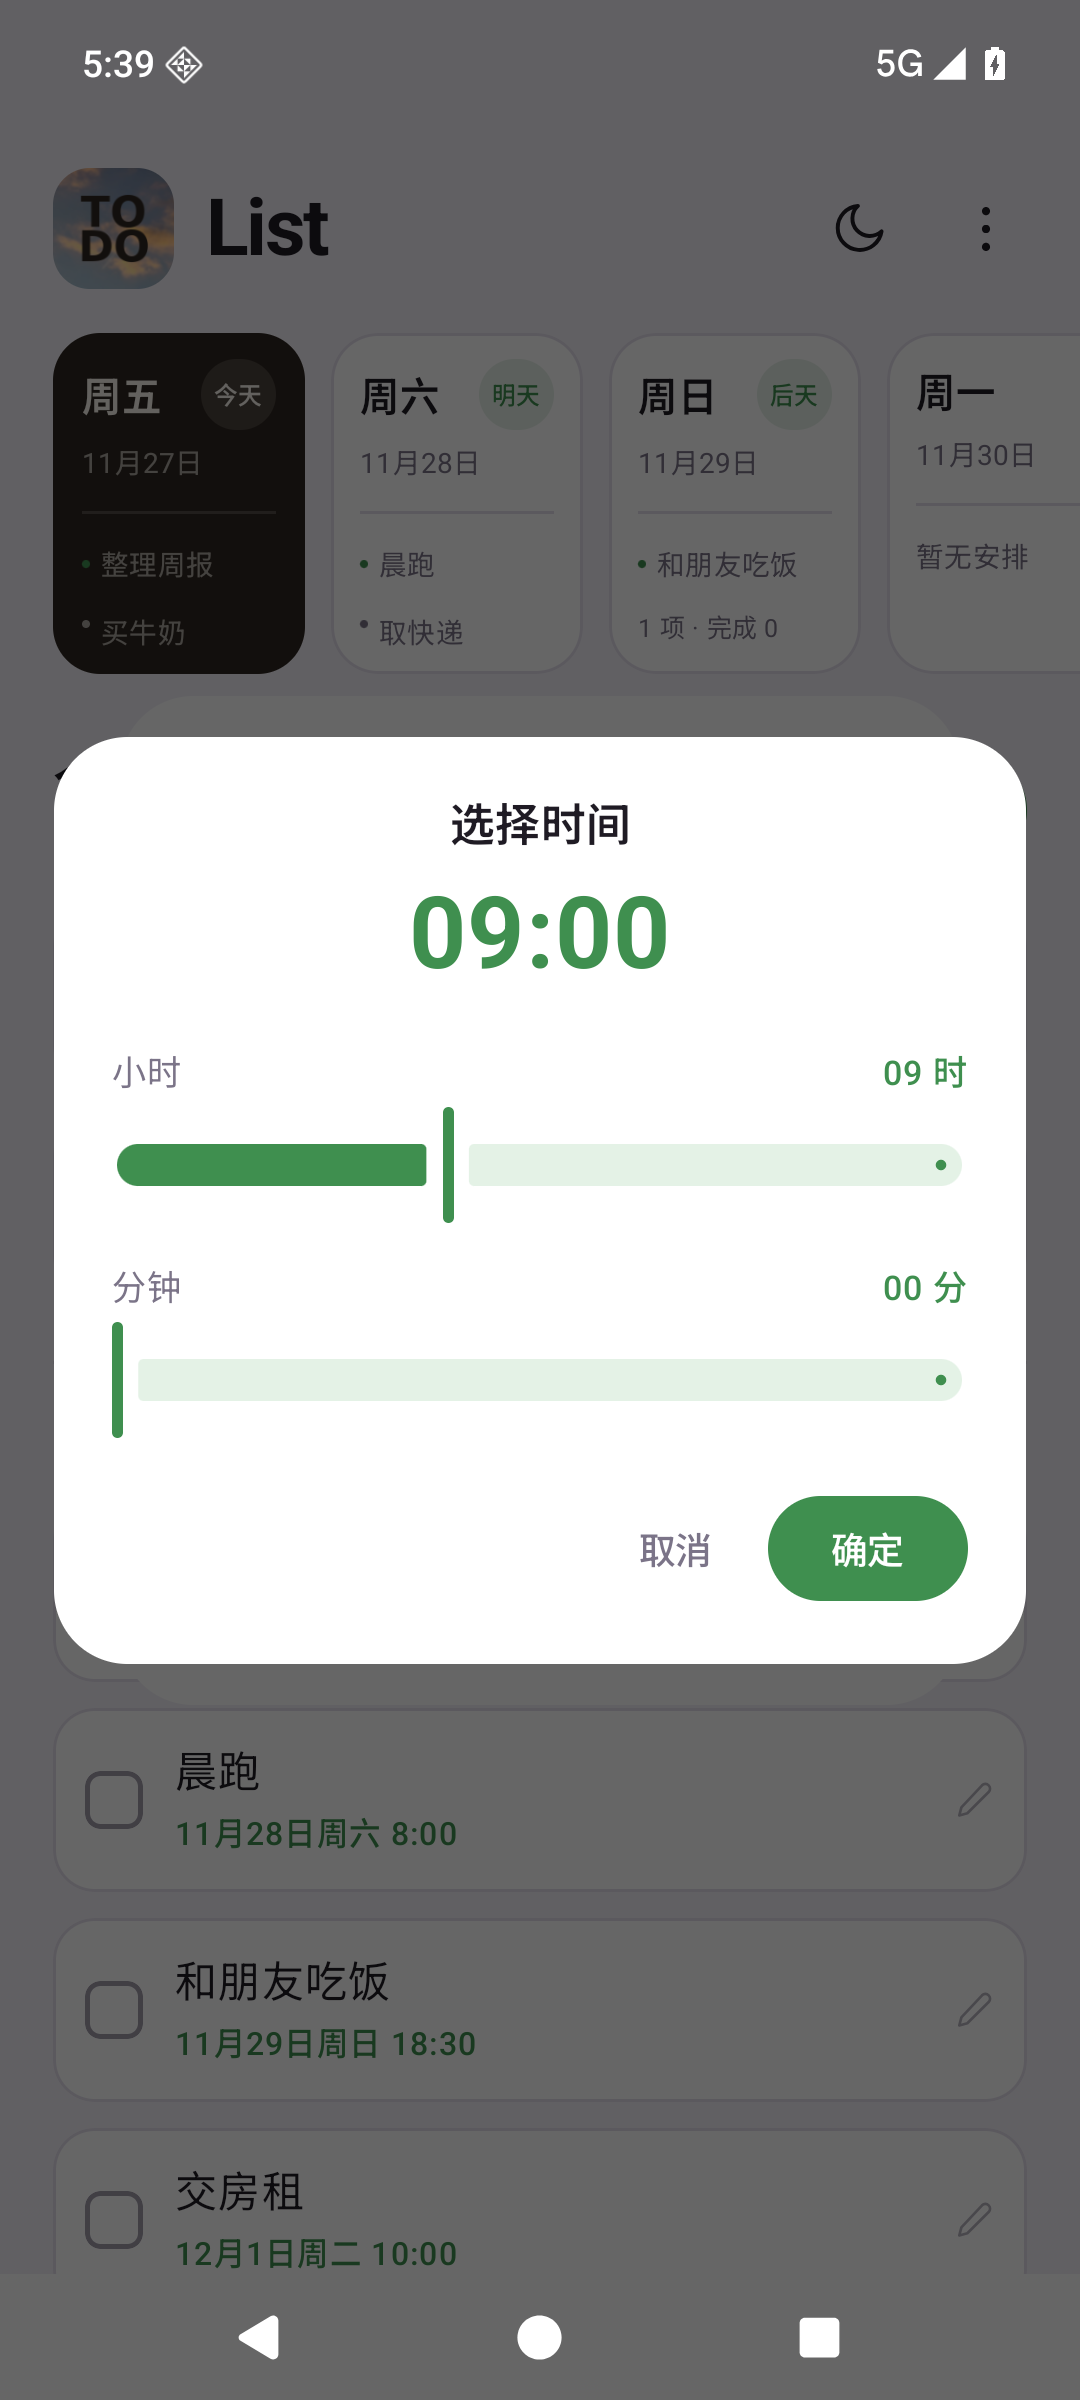 5:39
5G
TO
DO
List
周五 今天
11月27日
整理周报
买牛奶
周六 明天
11月28日
晨跑
取快递
周日 后天
11月29日
和朋友吃饭
1 项 · 完成 0
周一
11月30日
暂无安排
选择时间
09:00
小时 09 时
分钟 00 分
取消 确定
晨跑
11月28日周六 8:00
和朋友吃饭
11月29日周日 18:30
交房租
12月1日周二 10:00